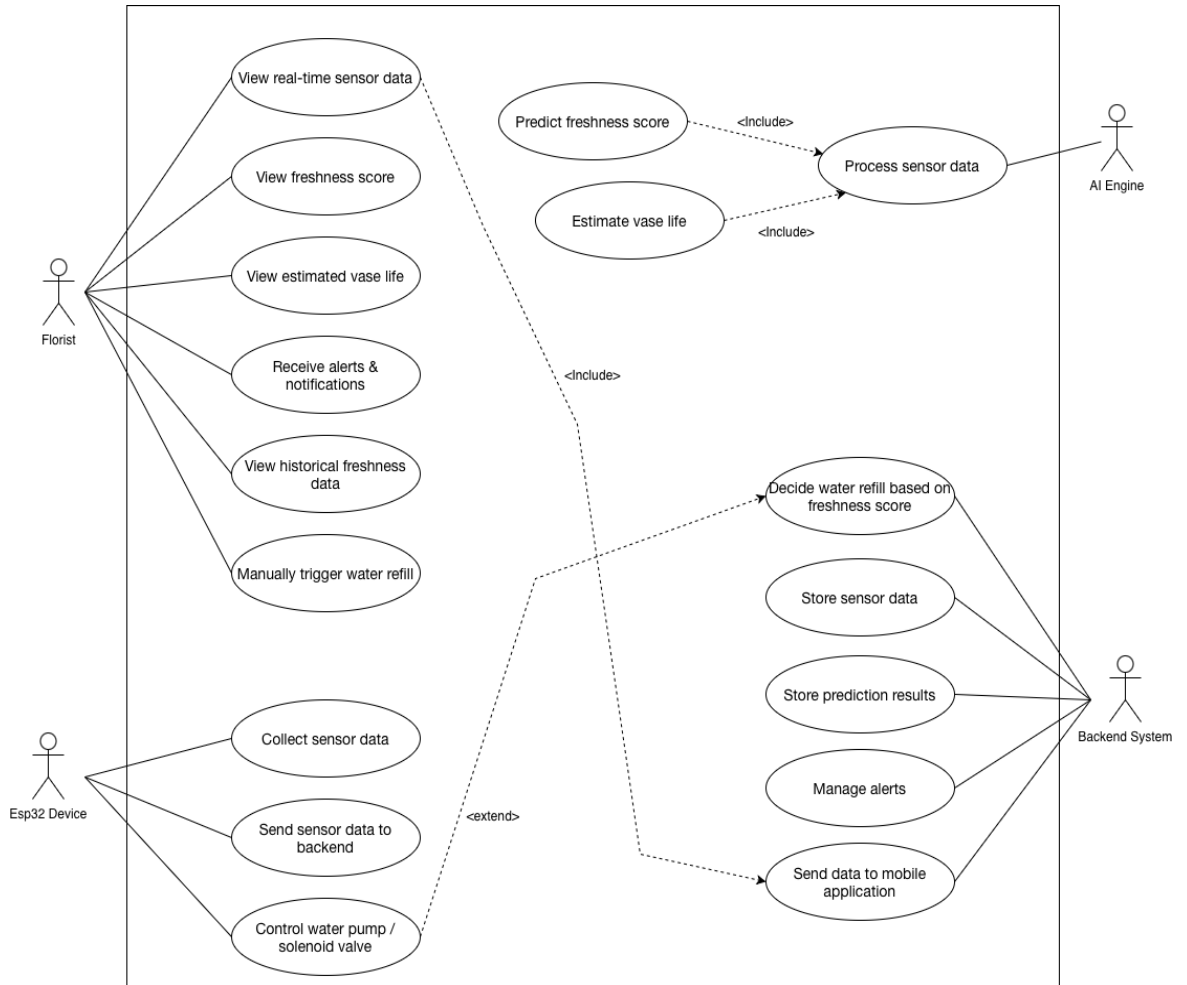 View real-time sensor data
View freshness score
View estimated vase life
Receive alerts &
notifications
View historical freshness
data
Manually trigger water refill
Florist
Collect sensor data
Send sensor data to
backend
Control water pump /
solenoid valve
Esp32 Device
<Include>
<extend>
Predict freshness score
<Include>
Estimate vase life
<Include>
Process sensor data
AI Engine
Decide water refill based on
freshness score
Store sensor data
Store prediction results
Manage alerts
Send data to mobile
application
Backend System